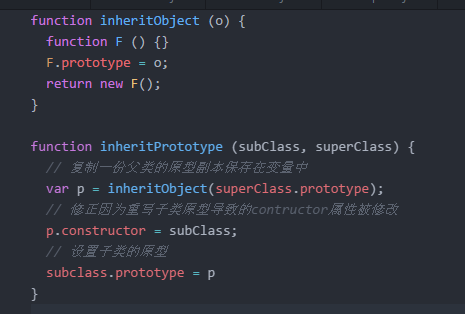 function inheritObject (o) {
function F () {}
F.prototype = o;
return new F();
}
function inheritPrototype (subClass, superClass) {
// 复制一份父类的原型副本保存在变量中
var p = inheritObject(superClass.prototype);
// 修正因为重写子类原型导致的contructor属性被修改
p.constructor = subClass;
// 设置子类的原型
subclass.prototype = p
}